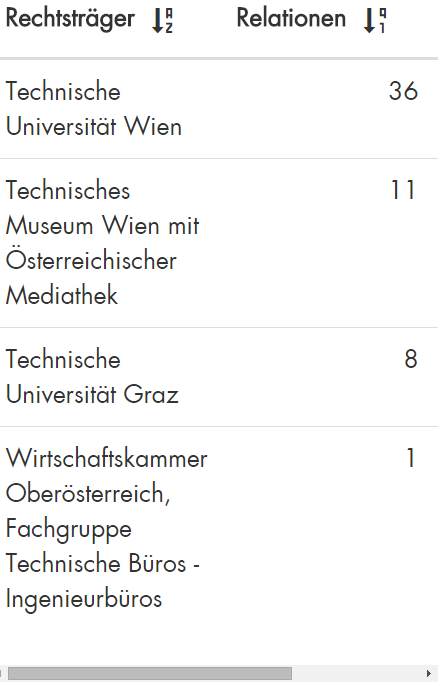 Rechtsträger Relationen
Technische 36
Universität Wien
Technisches 11
Museum Wien mit
Österreichischer
Mediathek
Technische 8
Universität Graz
Wirtschaftskammer 1
Oberösterreich,
Fachgruppe
Technische Büros -
Ingenieurbüros